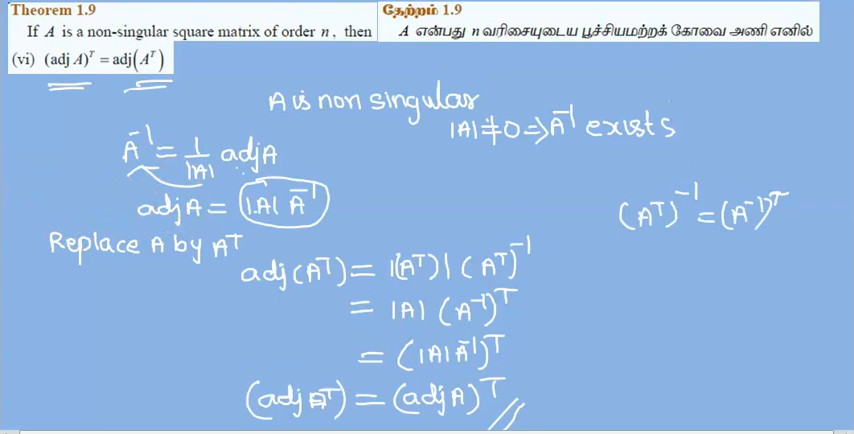 Theorem 1.9
If A is a non-singular square matrix of order n, then
(vi) (adj A)^T = adj(A^T)
தேற்றம் 1.9
A என்பது n வரிசையுடைய பூச்சியமற்றக் கோவை அணி எனில்
A is non singular
|A| ≠ 0 ⇒ A^-1 exists
A^-1 = 1/|A| adj A
adj A = |A| A^-1
(A^T)^-1 = (A^-1)^T
Replace A by A^T
adj (A^T) = |(A^T)| (A^T)^-1
= |A| (A^-1)^T
= (|A| A^-1)^T
(adj A^T) = (adj A)^T //